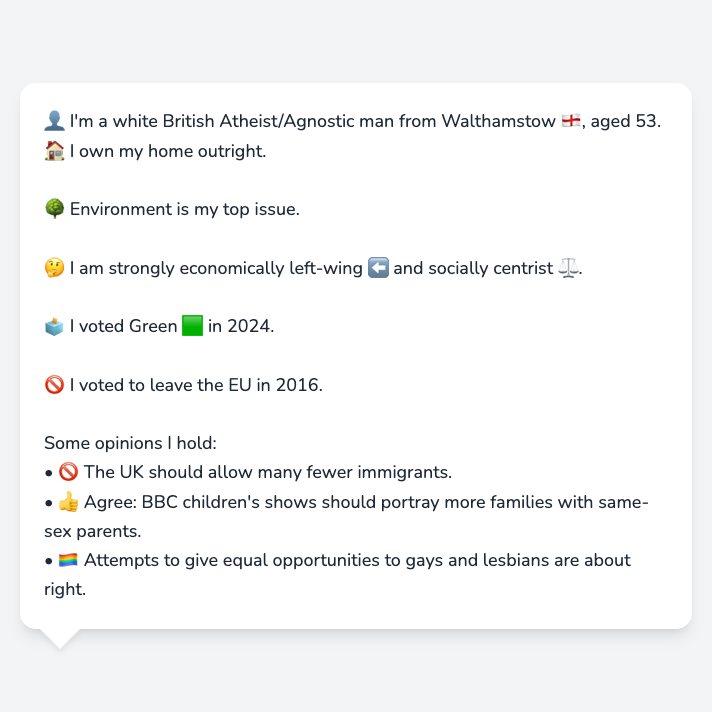 👤 I'm a white British Atheist/Agnostic man from Walthamstow 🏴󠁧󠁢󠁥󠁮󠁧󠁿, aged 53.
🏠 I own my home outright.
🌳 Environment is my top issue.
🤔 I am strongly economically left-wing ⬅️ and socially centrist ⚖️.
🗳️ I voted Green 🟩 in 2024.
🚫 I voted to leave the EU in 2016.
Some opinions I hold:
• 🚫 The UK should allow many fewer immigrants.
• 👍 Agree: BBC children's shows should portray more families with same-
sex parents.
• 🏳️‍🌈 Attempts to give equal opportunities to gays and lesbians are about
right.